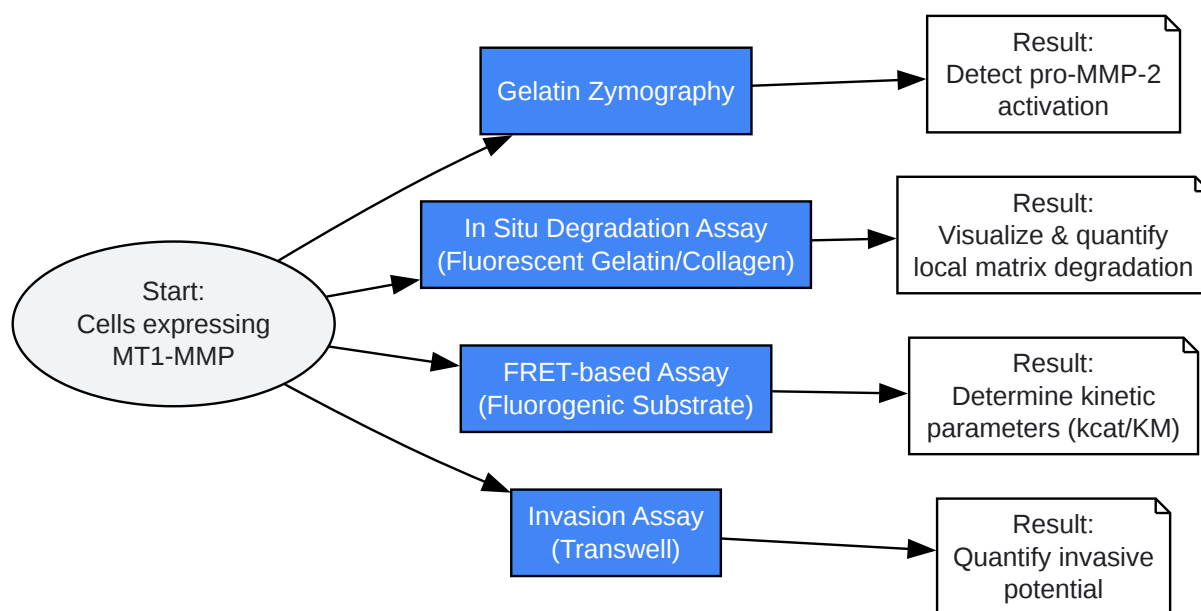 Start:
Cells expressing
MT1-MMP
Gelatin Zymography
Result:
Detect pro-MMP-2
activation
In Situ Degradation Assay
(Fluorescent Gelatin/Collagen)
Result:
Visualize & quantify
local matrix degradation
FRET-based Assay
(Fluorogenic Substrate)
Result:
Determine kinetic
parameters (kcat/KM)
Invasion Assay
(Transwell)
Result:
Quantify invasive
potential